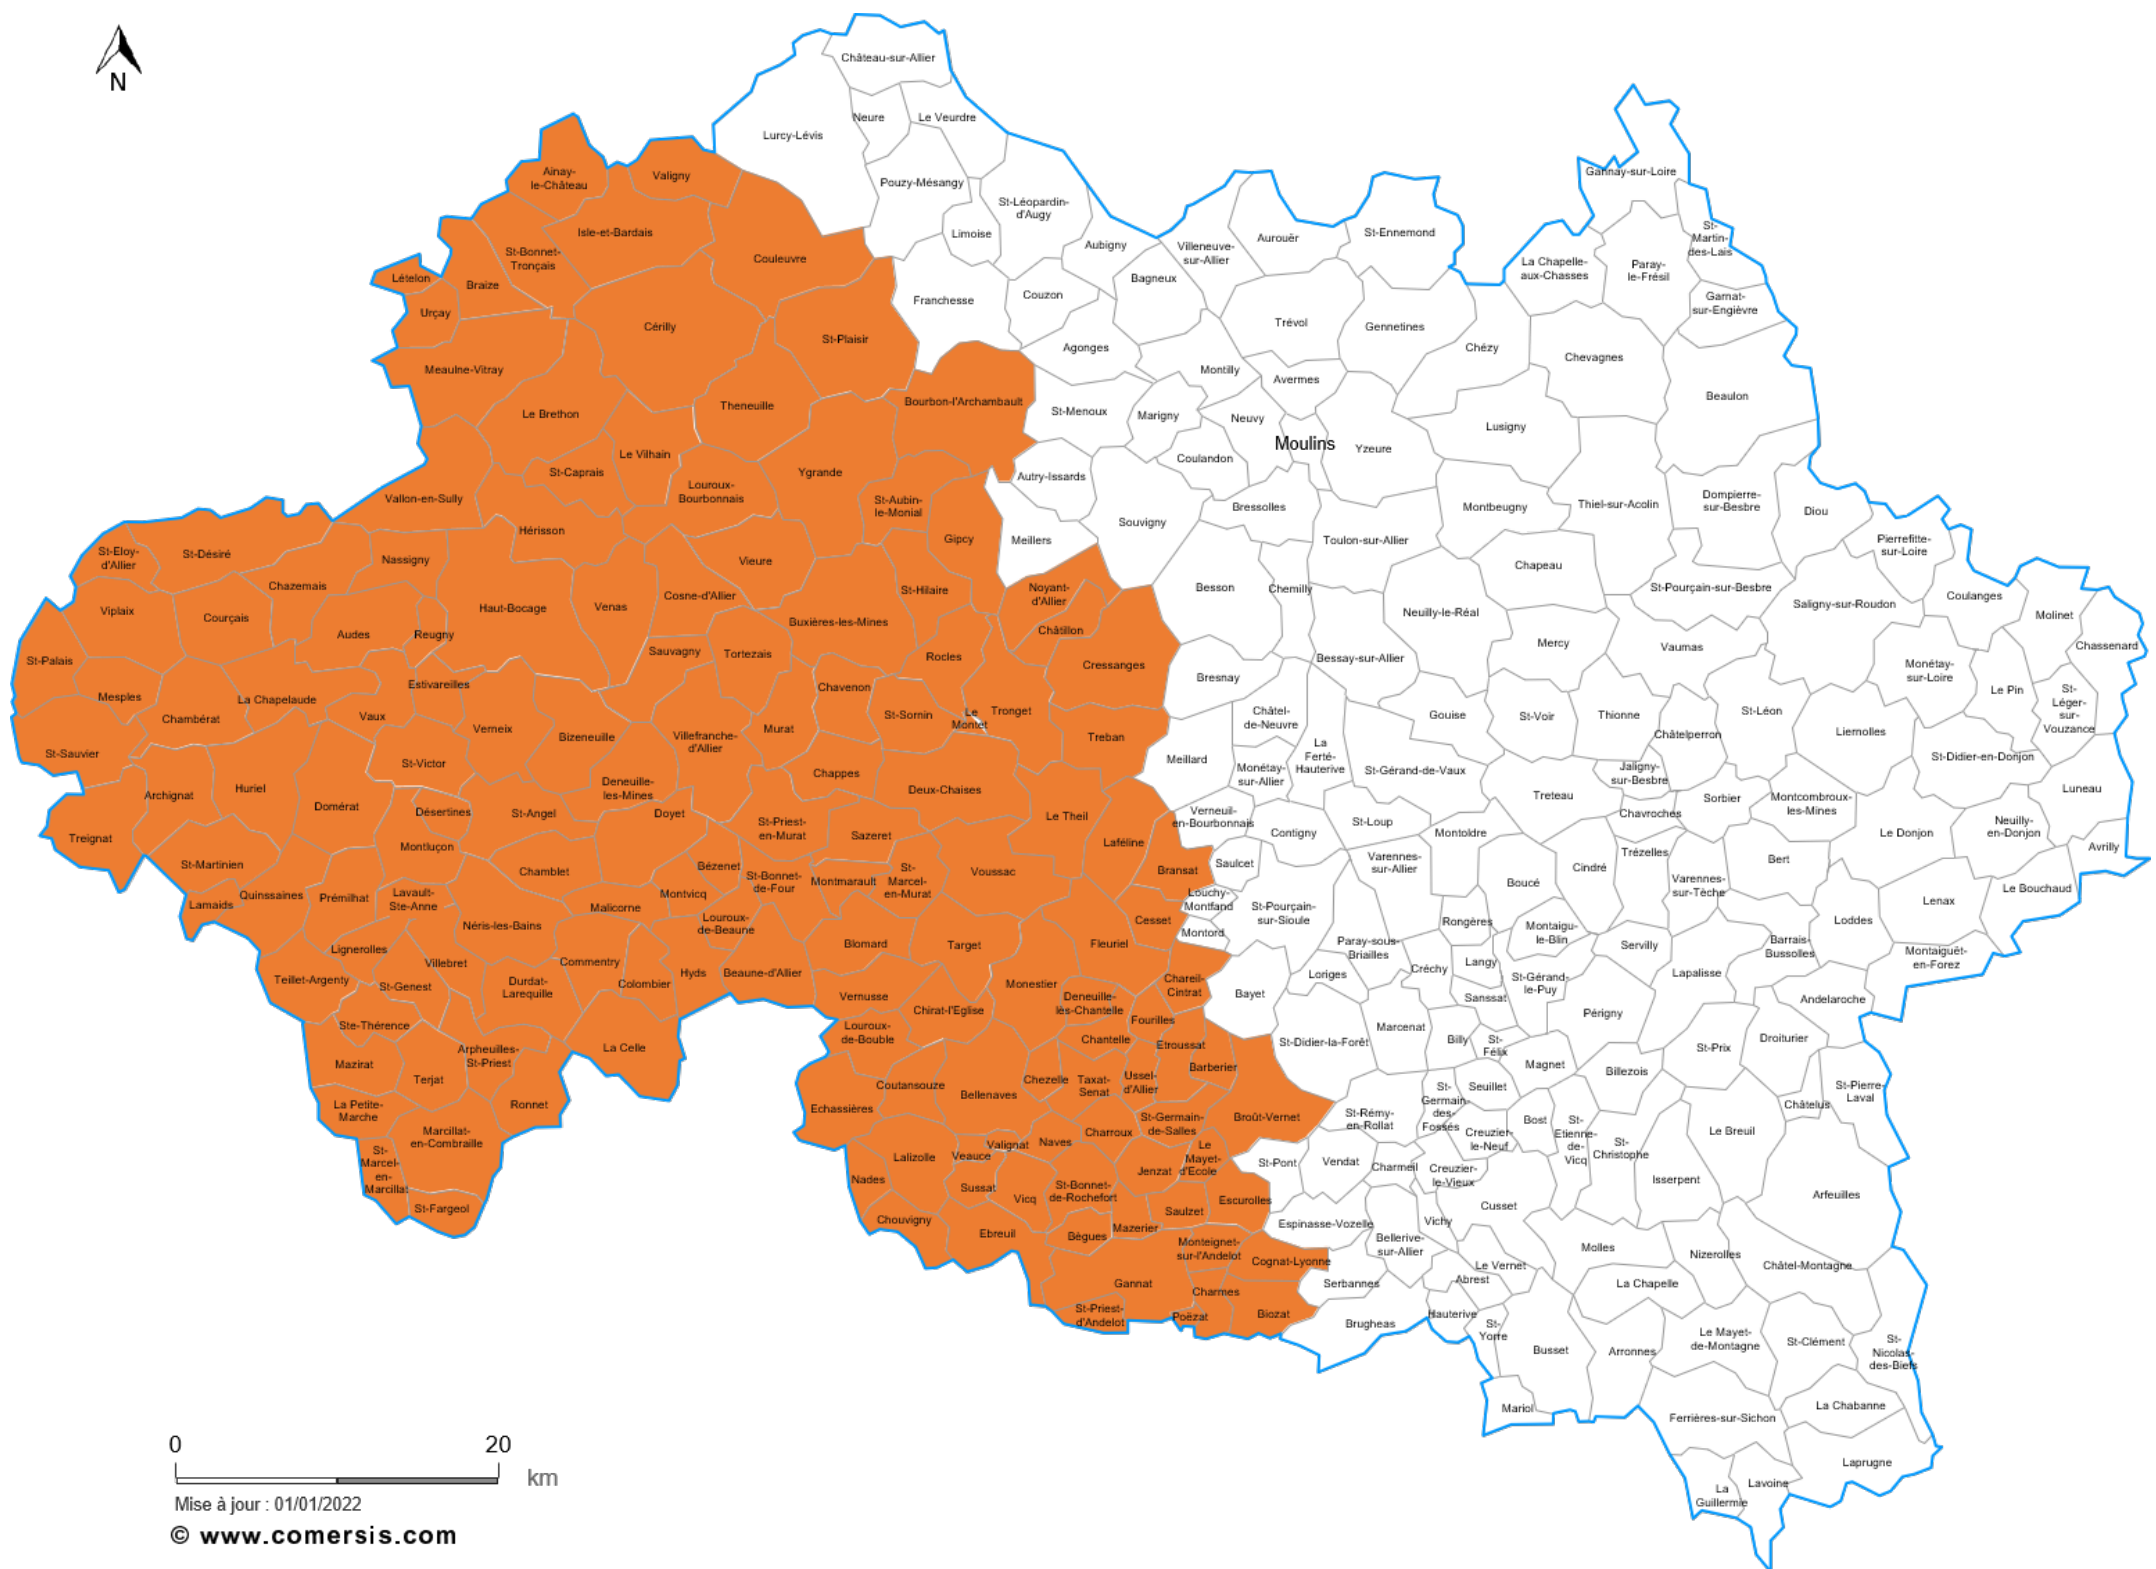 N
Château-sur-Allier
Neure
Le Veurdre
Lurcy-Lévis
Pouzy-Mésangy
St-Léopardin-
d'Augy
Limoise
Aubigny
Ainay-
le-Château
Valigny
Isle-et-Bardais
St-Bonnet-
Tronçais
Couleuvre
Lételon
Braize
Urçay
Cérilly
St-Plaisir
Meaulne-Vitray
Le Brethon
Theneuille
Bourbon-l'Archambault
Franchesse
Couzon
Bagneux
Villeneuve-
sur-Allier
Aurouër
St-Ennemond
Agonges
Trévol
Gennetines
Montilly
Avermes
St-Menoux
Marigny
Neuvy
Moulins
Yzeure
Coulandon
Autry-Issards
Souvigny
Bressolles
Meillers
Gannay-sur-Loire
La Chapelle-
aux-Chasses
Paray-
le-Frésil
St-
Martin-
des-Lais
Garnat-
sur-Engièvre
Chézy
Chevagnes
Beaulon
Lusigny
Montbeugny
Thiel-sur-Acolin
Dompierre-
sur-Besbre
Diou
Pierrefitte-
sur-Loire
Le Vilhain
St-Caprais
Louroux-
Bourbonnais
Ygrande
St-Aubin-
le-Monial
Gipcy
Vallon-en-Sully
Hérisson
Vieure
St-Eloy-
d'Allier
St-Désiré
Nassigny
Chazemais
Viplaix
Courçais
Audes
Reugny
Haut-Bocage
Venas
Cosne-d'Allier
Buxières-les-Mines
St-Hilaire
Noyant-
d'Allier
Châtillon
Sauvagny
Tortezais
Rocles
Cressanges
St-Palais
Mesples
La Chapelaude
Estivareilles
Chambérat
Vaux
Verneix
Bizeneuille
Chavenon
St-Sornin
Le
Montet
Tronget
Treban
Villefranche-
d'Allier
Murat
St-Sauvier
St-Victor
Deneuille-
les-Mines
Chappes
Deux-Chaises
Archignat
Huriel
Domérat
Désertines
St-Angel
Doyet
St-Priest-
en-Murat
Sazeret
Le Theil
Treignat
Montluçon
Laféline
Bransat
St-Martinien
Chamblet
Bézenet
St-Bonnet-
de-Four
Montmarault
St-
Marcel-
en-Murat
Voussac
Lamaids
Quinssaines
Prémilhat
Lavault-
Ste-Anne
Malicorne
Montvicq
Louroux-
de-Beaune
Néris-les-Bains
Cesset
Lignerolles
Blomard
Target
Fleuriel
Teillet-Argenty
Villebret
St-Genest
Commentry
Colombier
Durdat-
Larequille
Hyds
Beaune-d'Allier
Vernusse
Monestier
Chareil-
Cintrat
Deneuille-
lès-Chantelle
Chirat-l'Eglise
Fourilles
Louroux-
de-Bouble
Chantelle
Etroussat
Ste-Thérence
Mazirat
Terjat
Arpheuilles-
St-Priest
La Celle
La Petite-
Marche
Ronnet
Marcillat-
en-Combraille
St-
Marcel-
en-
Marcillat
St-Fargeol
Coutansouze
Echassières
Bellenaves
Chezelle
Taxat-
Senat
Ussel-
d'Allier
Barberier
St-Germain-
de-Salles
Broût-Vernet
Charroux
Naves
Valignat
Veauce
Lalizolle
Le
Mayet-
d'Ecole
Jenzat
Nades
Sussat
Vicq
St-Bonnet-
de-Rochefort
Escurolles
Saulzet
Chouvigny
Ebreuil
Bègues
Mazerier
Monteignet-
sur-l'Andelot
Cognat-Lyonne
Gannat
Charmes
St-Priest-
d'Andelot
Poëzat
Biozat
Besson
Chemilly
Toulon-sur-Allier
Chapeau
St-Pourçain-sur-Besbre
Saligny-sur-Roudon
Coulanges
Molinet
Chassenard
Neuilly-le-Réal
Mercy
Vaumas
Monétay-
sur-Loire
Le Pin
St-
Léger-
sur-
Vouzance
Bresnay
Bessay-sur-Allier
Châtel-
de-Neuvre
Gouise
St-Voir
Thionne
St-Léon
Châtelperron
Liernolles
St-Didier-en-Donjon
Meillard
Monétay-
sur-Allier
La
Ferté-
Hauterive
St-Gérand-de-Vaux
Jaligny-
sur-Besbre
Treteau
Sorbier
Montcombroux-
les-Mines
Luneau
Verneuil-
en-Bourbonnais
Contigny
St-Loup
Montoldre
Chavroches
Le Donjon
Neuilly-
en-Donjon
Avrilly
Saulcet
Varennes-
sur-Allier
Cindré
Trézelles
Bert
Boucé
Varennes-
sur-Tèche
Le Bouchaud
Louchy-
Montfand
St-Pourçain-
sur-Sioule
Lenax
Loddes
Montord
Rongères
Montaigu-
le-Blin
Servilly
Barrais-
Bussolles
Montaiguët-
en-Forez
Paray-sous-
Briailles
Loriges
Créchy
Langy
St-Gérand-
le-Puy
Lapalisse
Bayet
Sanssat
Périgny
Andelaroche
Marcenat
St-Didier-la-Forêt
Billy
St-
Félix
Magnet
St-Prix
Droiturier
Billezois
St-Pierre-
Laval
Seuillet
St-
Germain-
des-
Fossés
Châtelus
St-Rémy-
en-Rollat
Creuzier-
le-Neuf
Bost
St-
Etienne-
de-
Vicq
St-
Christophe
Le Breuil
St-Pont
Vendat
Charmeil
Creuzier-
le-Vieux
Isserpent
Arfeuilles
Cusset
Espinasse-Vozelle
Vichy
Bellerive-
sur-Allier
Molles
Nizerolles
Châtel-Montagne
Le Vernet
Serbannes
Abrest
La Chapelle
Brugheas
Hauterive
St-
Yorre
Busset
Arronnes
Le Mayet-
de-Montagne
St-Clément
St-
Nicolas-
des-Biefs
Mariol
Ferrières-sur-Sichon
La Chabanne
Laprugne
Lavoine
La
Guillermie
0 20
km
Mise à jour : 01/01/2022
© www.comersis.com